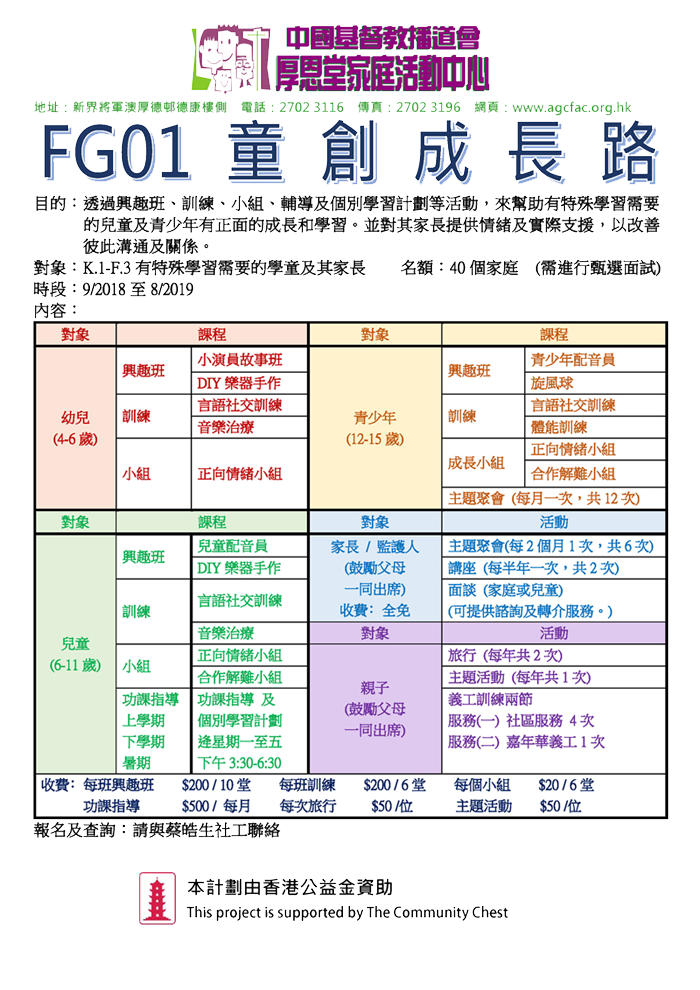 中國基督教播道會
厚恩堂家庭活動中心
地址：新界將軍澳厚德邨德康樓側 電話：2702 3116 傳真：2702 3196 網頁：www.agcfac.org.hk
FG01 童 創 成 長 路
目的：透過興趣班、訓練、小組、輔導及個別學習計劃等活動，來幫助有特殊學習需要
的兒童及青少年有正面的成長和學習。並對其家長提供情緒及實際支援，以改善
彼此溝通及關係。
對象：K.1-F.3 有特殊學習需要的學童及其家長 名額：40 個家庭 (需進行甄選面試)
時段：9/2018 至 8/2019
內容：
對象 課程
幼兒
(4-6 歲)
興趣班
小演員故事班
DIY 樂器手作
訓練
言語社交訓練
音樂治療
小組
正向情緒小組
對象 課程
青少年
(12-15 歲)
興趣班
青少年配音員
旋風球
訓練
言語社交訓練
體能訓練
成長小組
正向情緒小組
合作解難小組
主題聚會 (每月一次，共 12 次)
對象 課程
兒童
(6-11 歲)
興趣班
兒童配音員
DIY 樂器手作
訓練
言語社交訓練
音樂治療
小組
正向情緒小組
合作解難小組
功課指導
上學期
下學期
暑期
功課指導 及
個別學習計劃
逢星期一至五
下午 3:30-6:30
對象 活動
家長 / 監護人
(鼓勵父母
一同出席)
收費: 全免
主題聚會(每 2 個月 1 次，共 6 次)
講座 (每半年一次，共 2 次)
面談 (家庭或兒童)
(可提供諮詢及轉介服務。)
對象 活動
親子
(鼓勵父母
一同出席)
旅行 (每年共 2 次)
主題活動 (每年共 1 次)
義工訓練兩節
服務(一) 社區服務 4 次
服務(二) 嘉年華義工 1 次
收費: 每班興趣班 $200 / 10 堂 每班訓練 $200 / 6 堂 每個小組 $20 / 6 堂
功課指導 $500 / 每月 每次旅行 $50 /位 主題活動 $50 /位
報名及查詢：請與蔡皓生社工聯絡
本計劃由香港公益金資助
This project is supported by The Community Chest